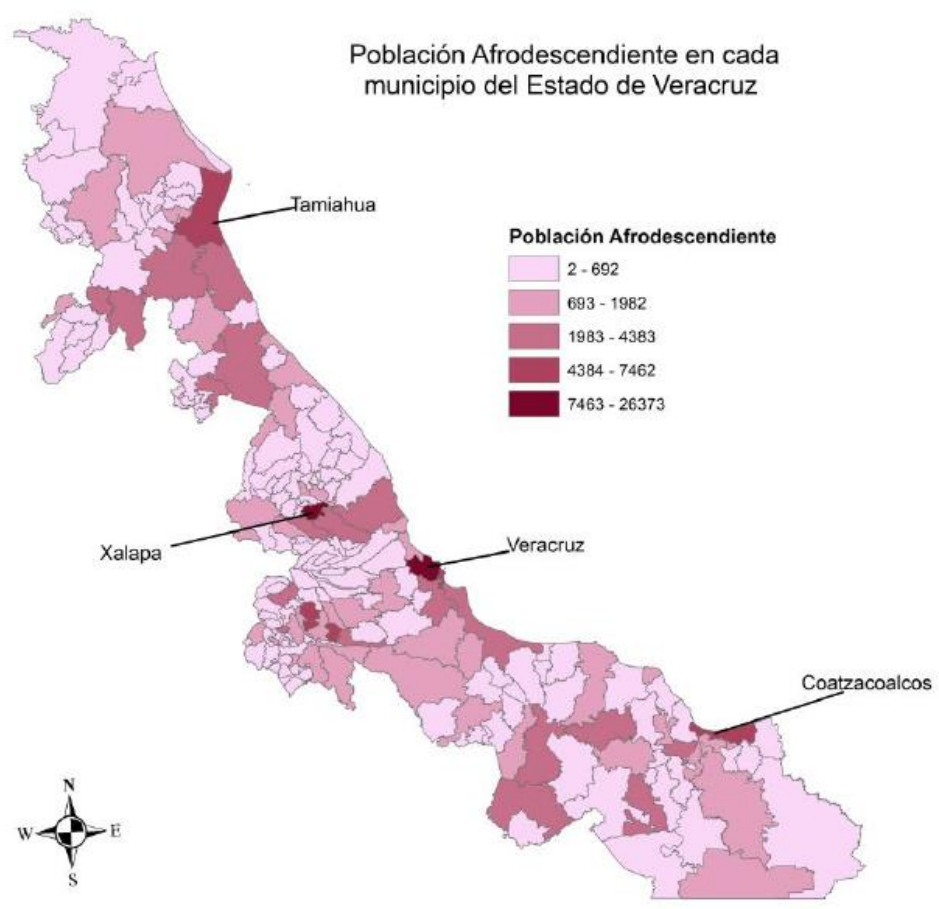 Población Afrodescendiente en cada
municipio del Estado de Veracruz
Tamiahua
Población Afrodescendiente
2 - 692
693 - 1982
1983 - 4383
4384 - 7462
7463 - 26373
Xalapa
Veracruz
Coatzacoalcos
N
W E
S